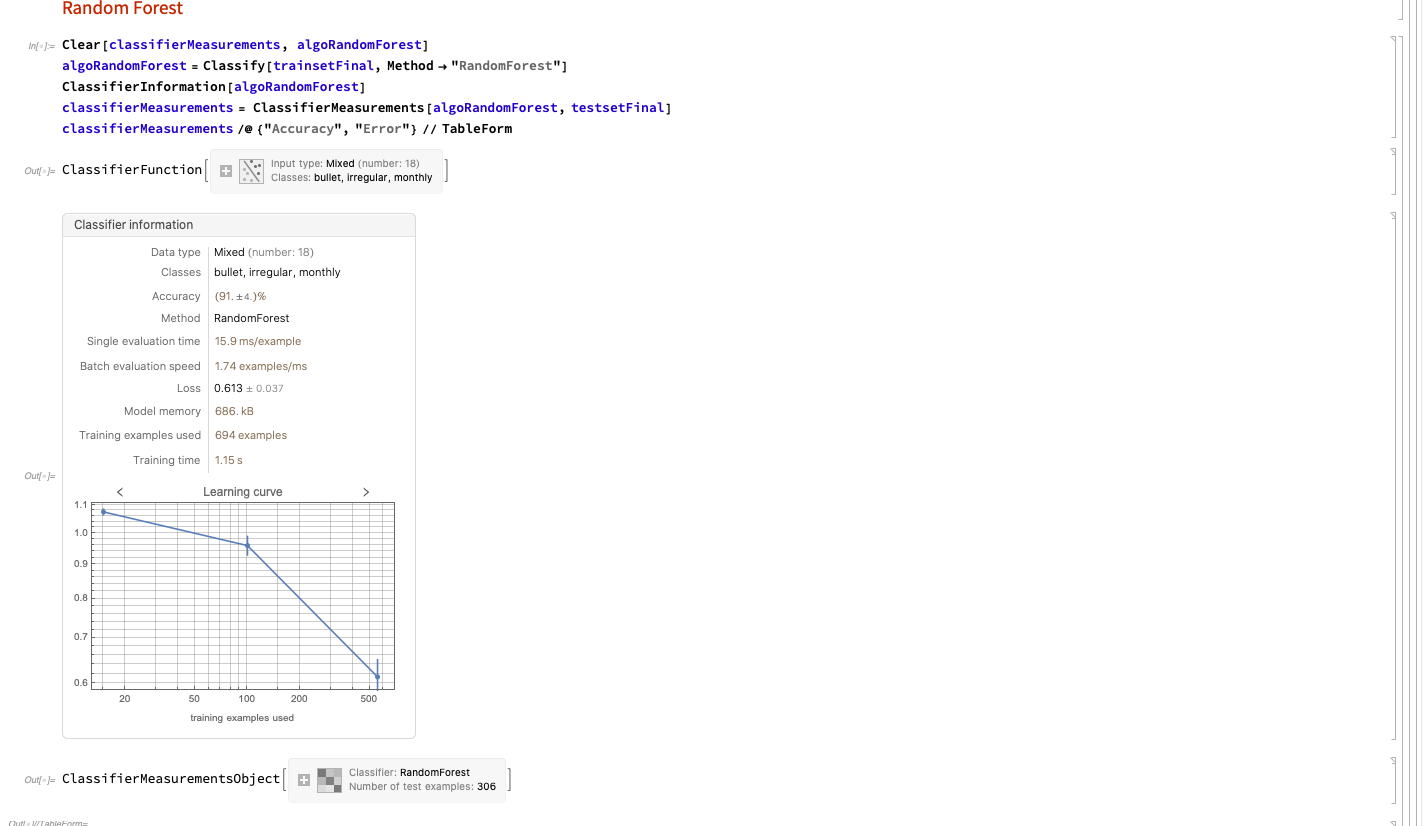 Random Forest
In[◦]:= Clear[classifierMeasurements, algoRandomForest]
algoRandomForest = Classify[trainsetFinal, Method → "RandomForest"]
ClassifierInformation[algoRandomForest]
classifierMeasurements = ClassifierMeasurements[algoRandomForest, testsetFinal]
classifierMeasurements /@ {"Accuracy", "Error"} // TableForm
Out[◦]= ClassifierFunction[
Input type: Mixed (number: 18)
Classes: bullet, irregular, monthly
]
Classifier information
Data type Mixed (number: 18)
Classes bullet, irregular, monthly
Accuracy (91. ±4.)%
Method RandomForest
Single evaluation time 15.9 ms/example
Batch evaluation speed 1.74 examples/ms
Loss 0.613 ± 0.037
Model memory 686. kB
Training examples used 694 examples
Training time 1.15 s
Out[◦]=
< Learning curve >
1.1
1.0
0.9
0.8
0.7
0.6
20 50 100 200 500
training examples used
Out[◦]= ClassifierMeasurementsObject[
Classifier: RandomForest
Number of test examples: 306
]
Out[◦]//TableForm=